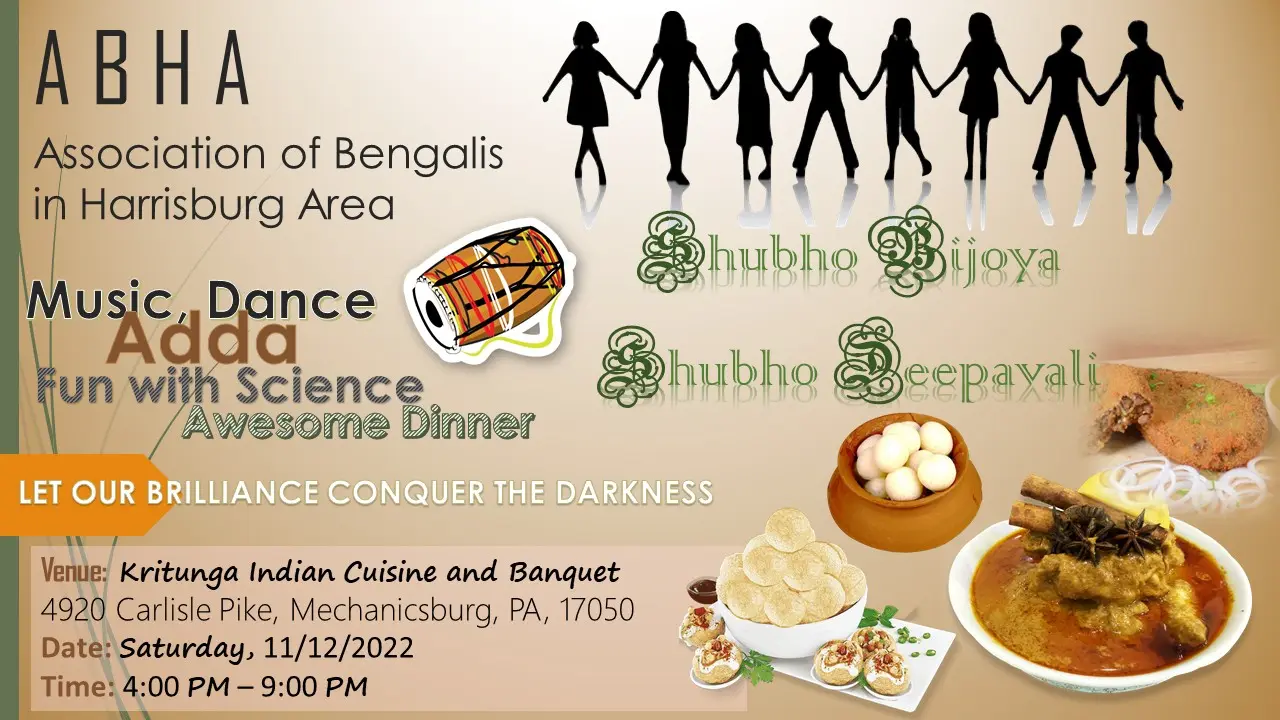 ABHA
Association of Bengalis
in Harrisburg Area
Shubho Bijoya
Shubho Deepavali
Music, Dance
Adda
Fun with Science
Awesome Dinner
LET OUR BRILLIANCE CONQUER THE DARKNESS
Venue: Kritunga Indian Cuisine and Banquet
4920 Carlisle Pike, Mechanicsburg, PA, 17050
Date: Saturday, 11/12/2022
Time: 4:00 PM – 9:00 PM